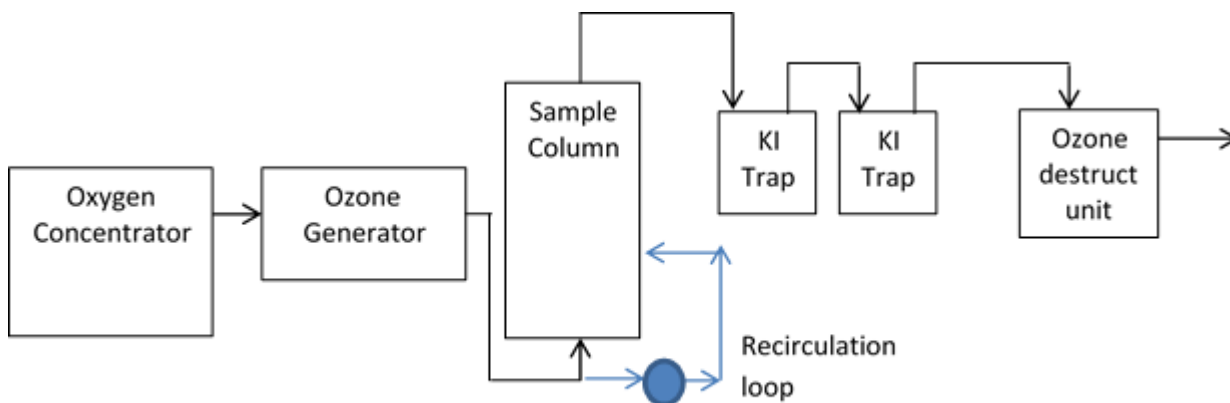 Oxygen
Concentrator
Ozone
Generator
Sample
Column
KI
Trap
KI
Trap
Ozone
destruct
unit
Recirculation
loop